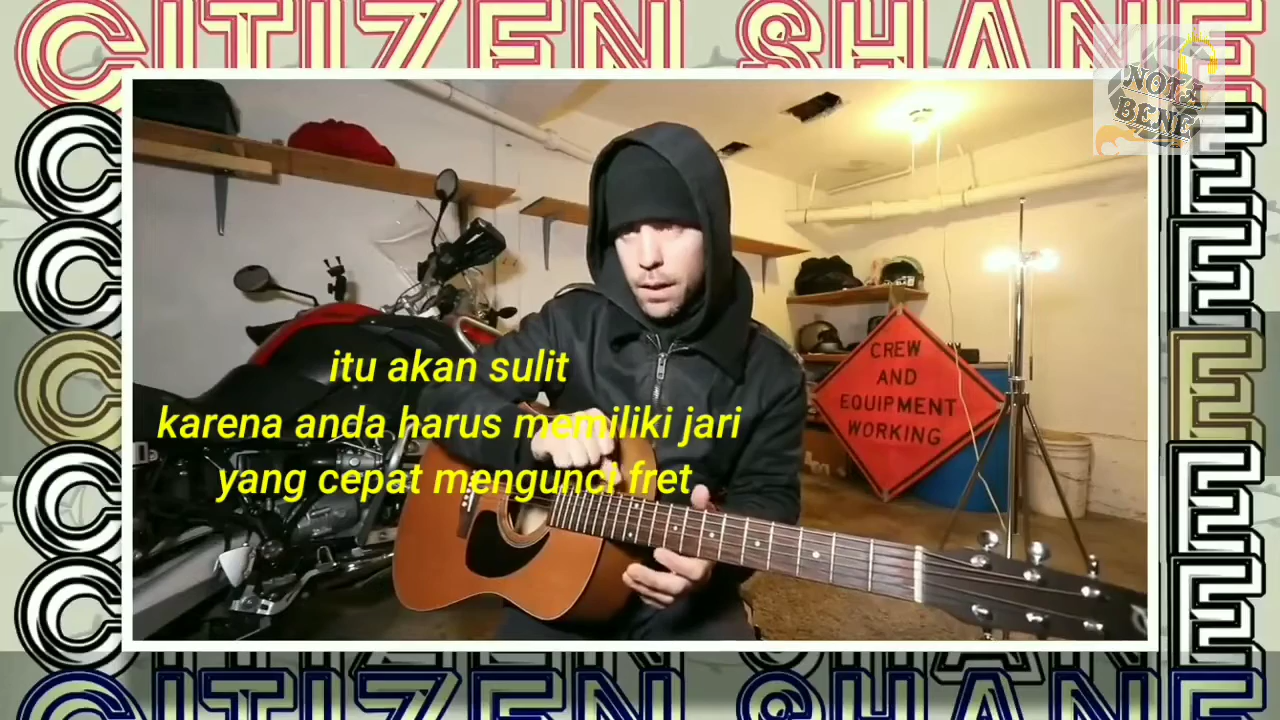 CITIZEN SHANE
NOTA
BENE
itu akan sulit
karena anda harus memiliki jari
yang cepat mengunci fret
CREW
AND
EQUIPMENT
WORKING
CITIZEN SHANE